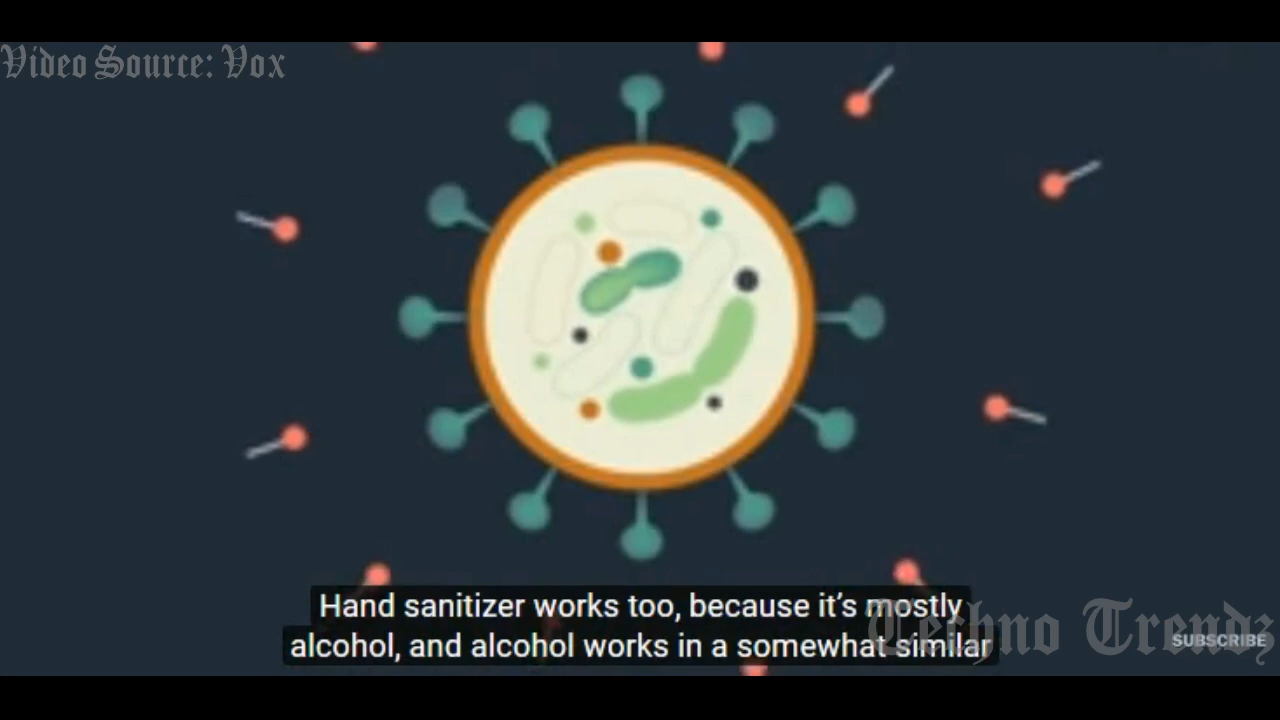 Video Source: Vox
Hand sanitizer works too, because it’s mostly
alcohol, and alcohol works in a somewhat similar
Techno Trendz
SUBSCRIBE